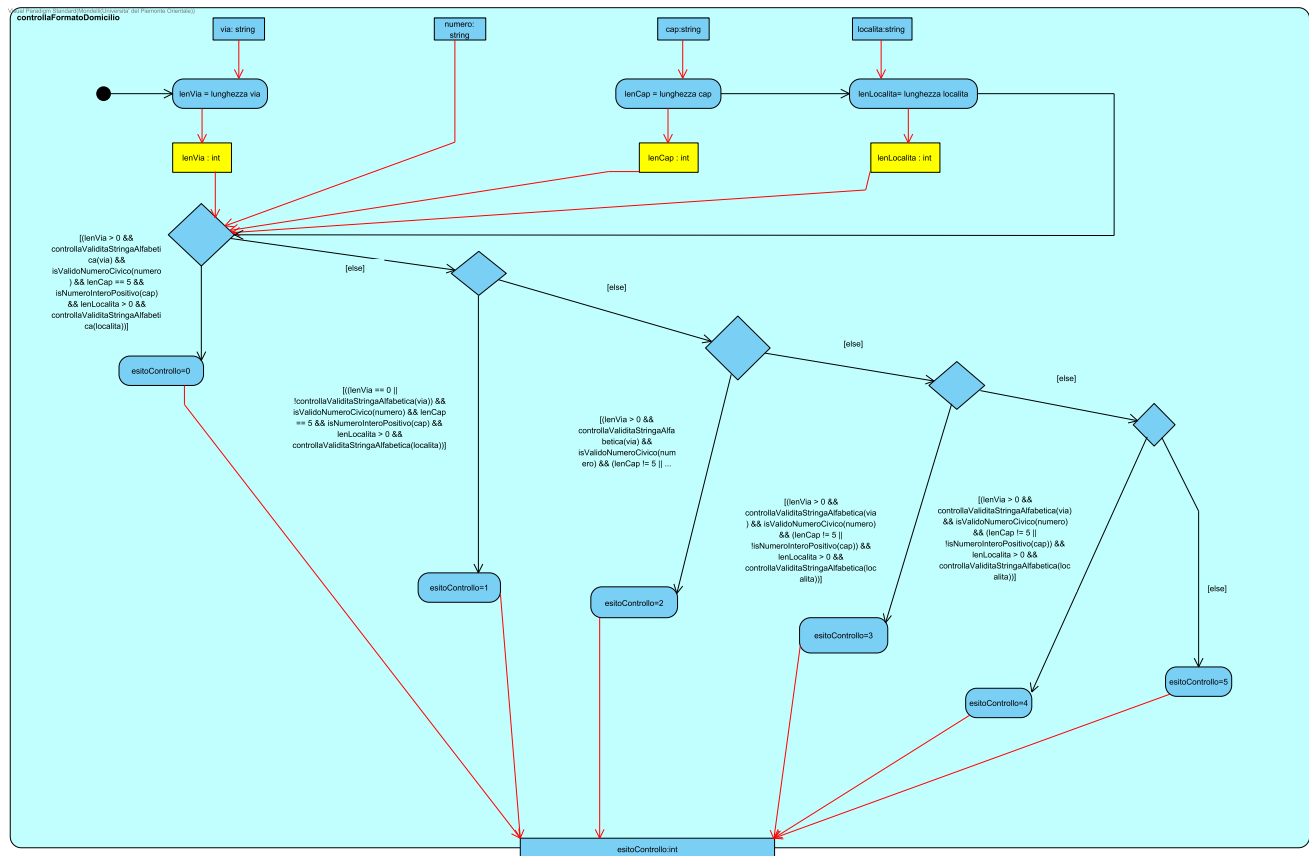 Visual Paradigm Standard(Mondelli(Universita' del Piemonte Orientale))
controllaFormatoDomicilio
via: string
numero:
string
cap:string
localita:string
lenVia = lunghezza via
lenCap = lunghezza cap
lenLocalita= lunghezza localita
lenVia : int
lenCap : int
lenLocalita : int
[(lenVia > 0 &&
controllaValiditaStringaAlfabeti
ca(via) &&
isValidoNumeroCivico(numero
) && lenCap == 5 &&
isNumeroInteroPositivo(cap)
&& lenLocalita > 0 &&
controllaValiditaStringaAlfabeti
ca(localita))]
[else]
[else]
[else]
[else]
esitoControllo=0
[((lenVia == 0 ||
!controllaValiditaStringaAlfabetica(via)) &&
isValidoNumeroCivico(numero) && lenCap
== 5 && isNumeroInteroPositivo(cap) &&
lenLocalita > 0 &&
controllaValiditaStringaAlfabetica(localita))]
[(lenVia > 0 &&
controllaValiditaStringaAlfa
betica(via) &&
isValidoNumeroCivico(num
ero) && (lenCap != 5 || ...
[(lenVia > 0 &&
controllaValiditaStringaAlfabetica(via
) && isValidoNumeroCivico(numero)
&& (lenCap != 5 ||
!isNumeroInteroPositivo(cap)) &&
lenLocalita > 0 &&
controllaValiditaStringaAlfabetica(loc
alita))]
[(lenVia > 0 &&
controllaValiditaStringaAlfabetica(via)
&& isValidoNumeroCivico(numero)
&& (lenCap != 5 ||
!isNumeroInteroPositivo(cap)) &&
lenLocalita > 0 &&
controllaValiditaStringaAlfabetica(loc
alita))]
[else]
esitoControllo=1
esitoControllo=2
esitoControllo=3
esitoControllo=4
esitoControllo=5
esitoControllo:int